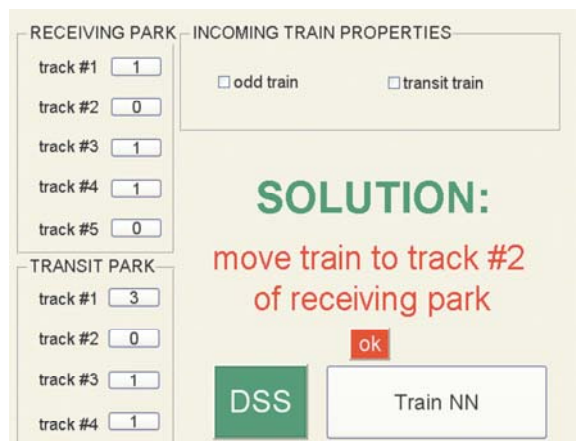 RECEIVING PARK
track #1 1
track #2 0
track #3 1
track #4 1
track #5 0
TRANSIT PARK
track #1 3
track #2 0
track #3 1
track #4 1
INCOMING TRAIN PROPERTIES
odd train
transit train
SOLUTION:
move train to track #2
of receiving park
ok
DSS
Train NN